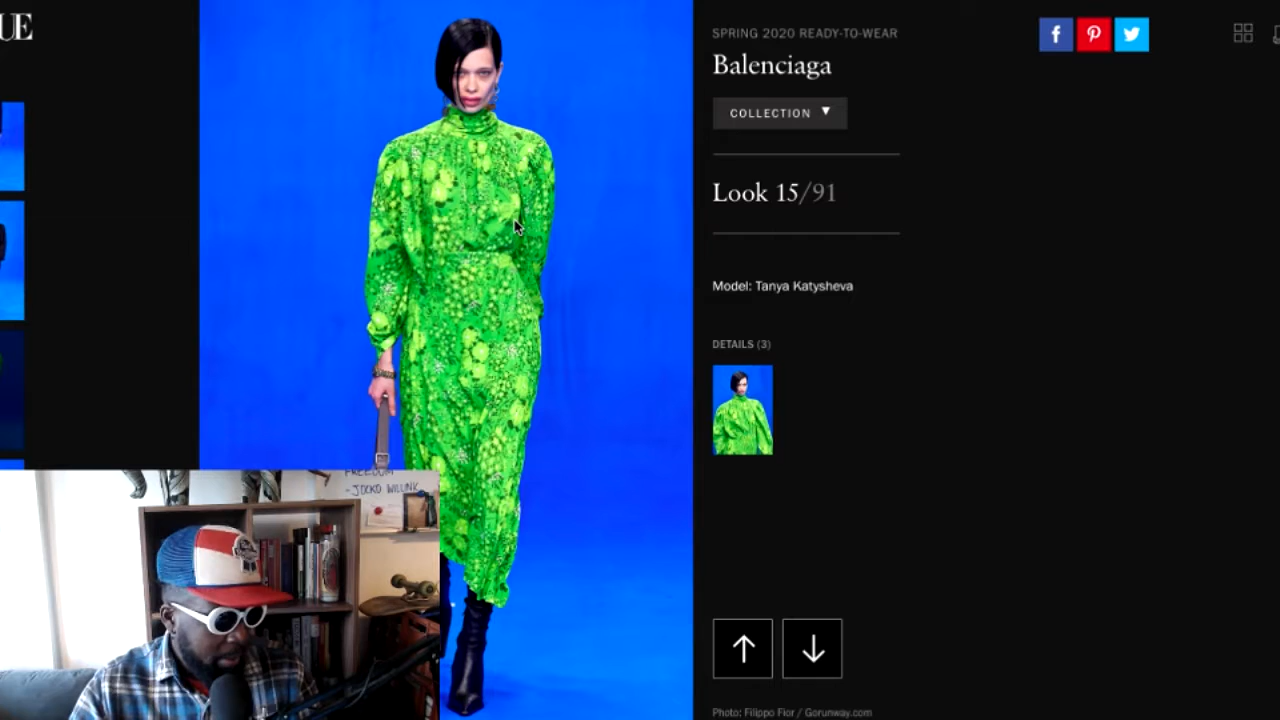 UE
SPRING 2020 READY-TO-WEAR
Balenciaga
COLLECTION ▼
Look 15/91
Model: Tanya Katysheva
DETAILS (3)
FREEDOM
-JOCKO WILLINK
Photo: Filippo Fior / Gorunway.com